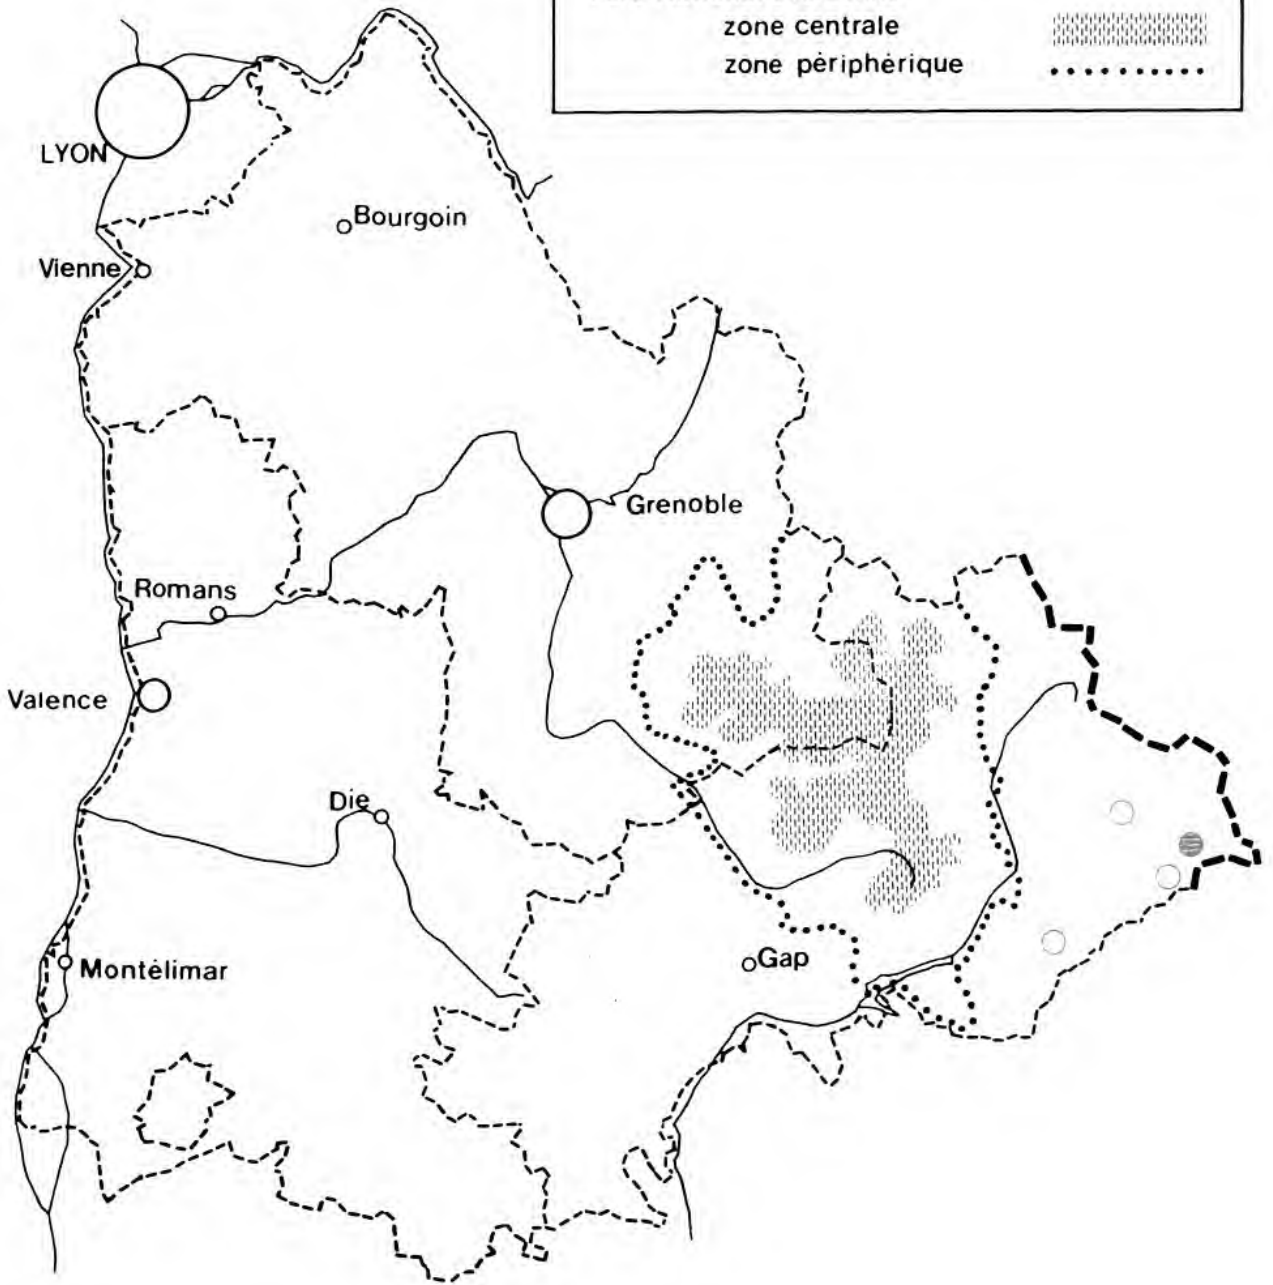 zone centrale
zone périphérique
LYON
Bourgoin
Vienne
Grenoble
Romans
Valence
Die
Gap
Montélimar